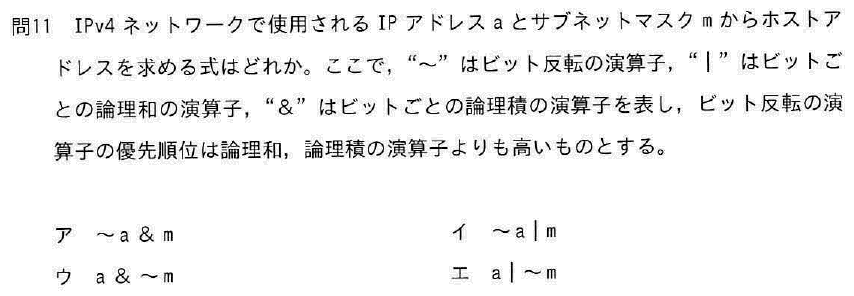 問11 IPv4 ネットワークで使用される IP アドレス a とサブネットマスク m からホストア
ドレスを求める式はどれか。ここで，“～” はビット反転の演算子，“｜” はビットご
との論理和の演算子，“&” はビットごとの論理積の演算子を表し，ビット反転の演
算子の優先順位は論理和，論理積の演算子よりも高いものとする。
ア ～a & m イ ～a｜m
ウ a & ～m エ a｜～m